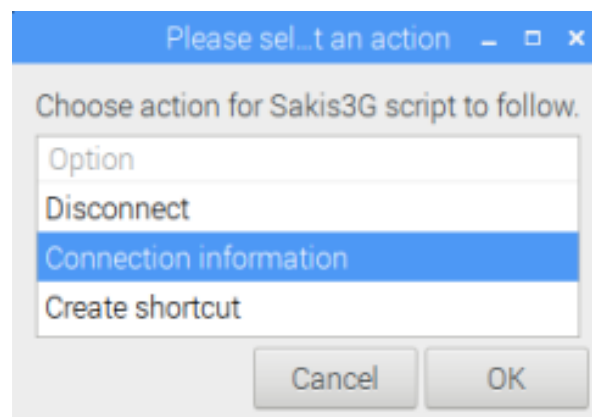 Please sel...t an action
Choose action for Sakis3G script to follow.
Option
Disconnect
Connection information
Create shortcut
Cancel OK